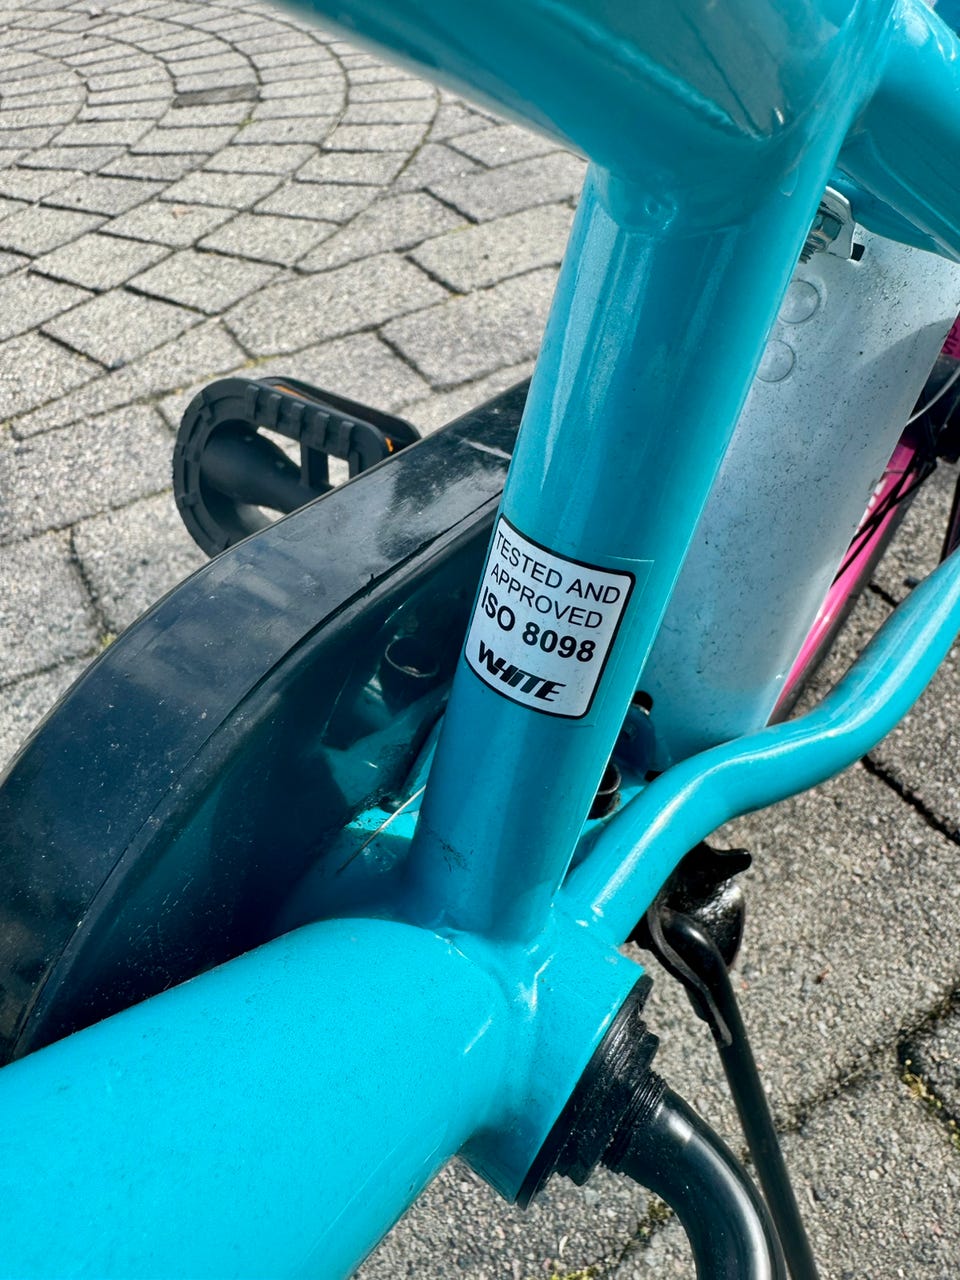 TESTED AND
APPROVED
ISO 8098
WHITE